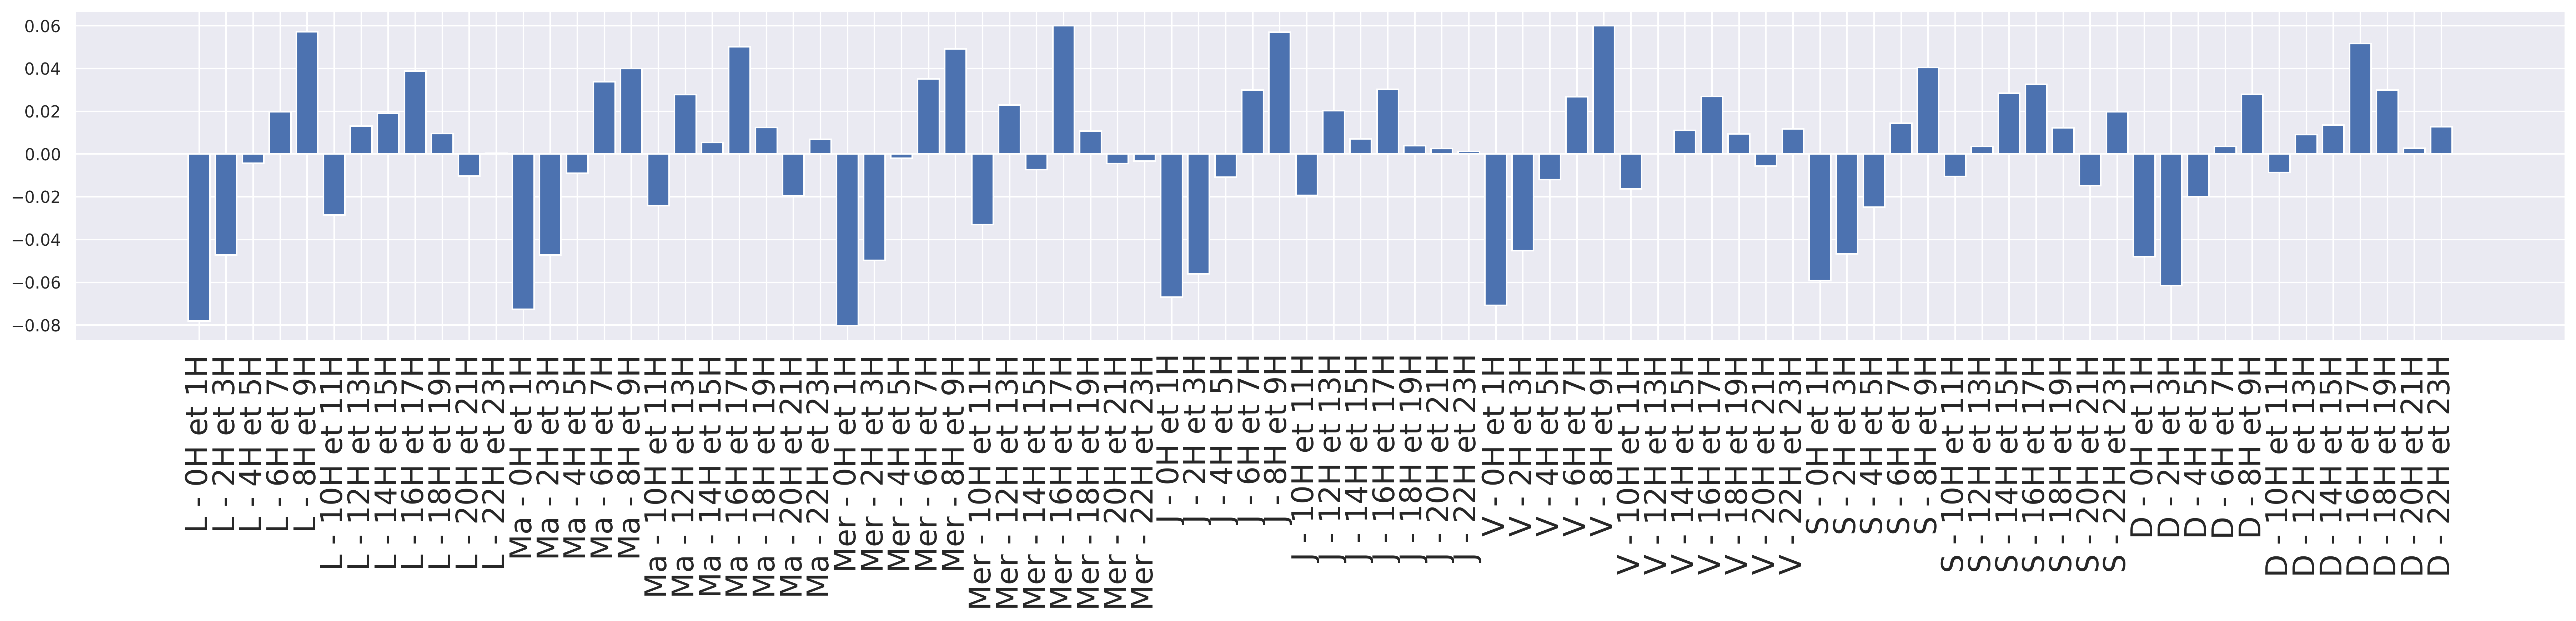 0.06
0.04
0.02
0.00
−0.02
−0.04
−0.06
−0.08
L - 0H et 1H
L - 2H et 3H
L - 4H et 5H
L - 6H et 7H
L - 8H et 9H
L - 10H et 11H
L - 12H et 13H
L - 14H et 15H
L - 16H et 17H
L - 18H et 19H
L - 20H et 21H
L - 22H et 23H
Ma - 0H et 1H
Ma - 2H et 3H
Ma - 4H et 5H
Ma - 6H et 7H
Ma - 8H et 9H
Ma - 10H et 11H
Ma - 12H et 13H
Ma - 14H et 15H
Ma - 16H et 17H
Ma - 18H et 19H
Ma - 20H et 21H
Ma - 22H et 23H
Mer - 0H et 1H
Mer - 2H et 3H
Mer - 4H et 5H
Mer - 6H et 7H
Mer - 8H et 9H
Mer - 10H et 11H
Mer - 12H et 13H
Mer - 14H et 15H
Mer - 16H et 17H
Mer - 18H et 19H
Mer - 20H et 21H
Mer - 22H et 23H
J - 0H et 1H
J - 2H et 3H
J - 4H et 5H
J - 6H et 7H
J - 8H et 9H
J - 10H et 11H
J - 12H et 13H
J - 14H et 15H
J - 16H et 17H
J - 18H et 19H
J - 20H et 21H
J - 22H et 23H
V - 0H et 1H
V - 2H et 3H
V - 4H et 5H
V - 6H et 7H
V - 8H et 9H
V - 10H et 11H
V - 12H et 13H
V - 14H et 15H
V - 16H et 17H
V - 18H et 19H
V - 20H et 21H
V - 22H et 23H
S - 0H et 1H
S - 2H et 3H
S - 4H et 5H
S - 6H et 7H
S - 8H et 9H
S - 10H et 11H
S - 12H et 13H
S - 14H et 15H
S - 16H et 17H
S - 18H et 19H
S - 20H et 21H
S - 22H et 23H
D - 0H et 1H
D - 2H et 3H
D - 4H et 5H
D - 6H et 7H
D - 8H et 9H
D - 10H et 11H
D - 12H et 13H
D - 14H et 15H
D - 16H et 17H
D - 18H et 19H
D - 20H et 21H
D - 22H et 23H